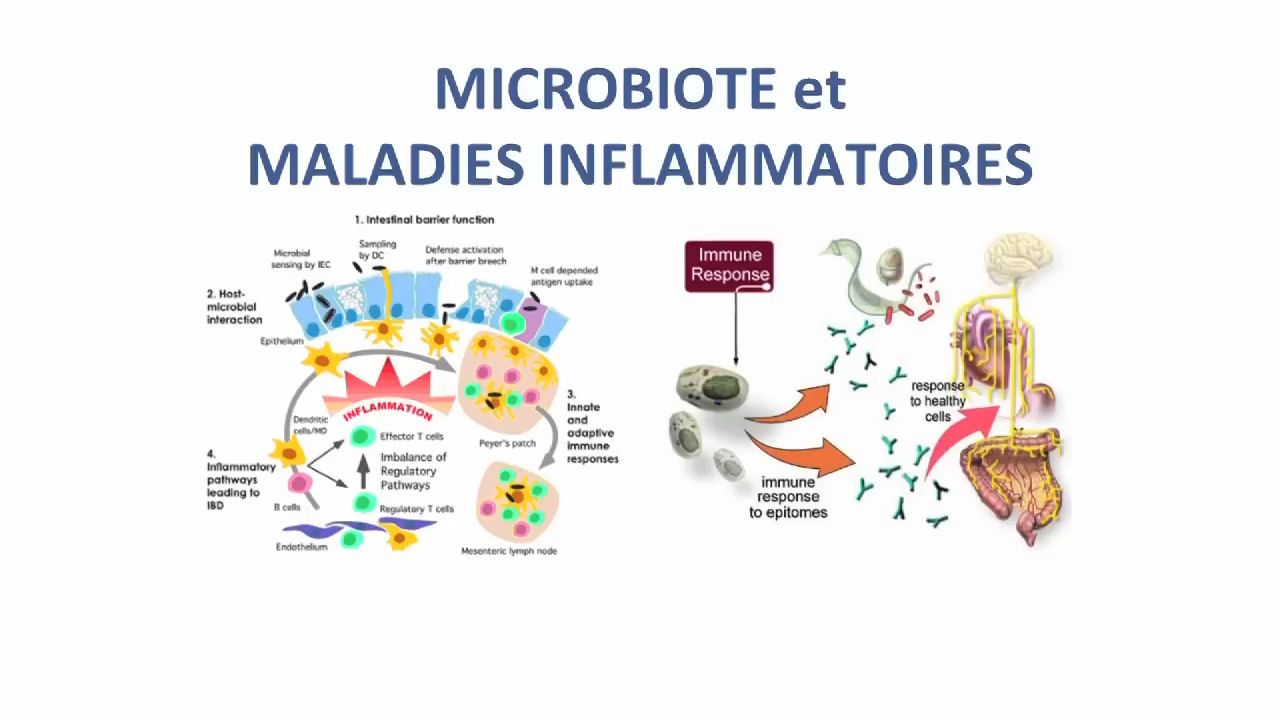 MICROBIOTE et
MALADIES INFLAMMATOIRES
1. Intestinal barrier function
Microbial
sensing by IEC
Sampling
by DC
Defense activation
after barrier breech
M cell depended
antigen uptake
2. Host-
microbial
interaction
Epithelium
INFLAMMATION
Dendritic
cells/MO
Effector T cells
Imbalance of
Regulatory
Pathways
Regulatory T cells
B cells
4.
Inflammatory
pathways
leading to
IBD
Endothelium
Peyer's patch
3.
Innate
and
adaptive
immune
responses
Mesenteric lymph node
Immune
Response
response
to healthy
cells
immune
response
to epitomes